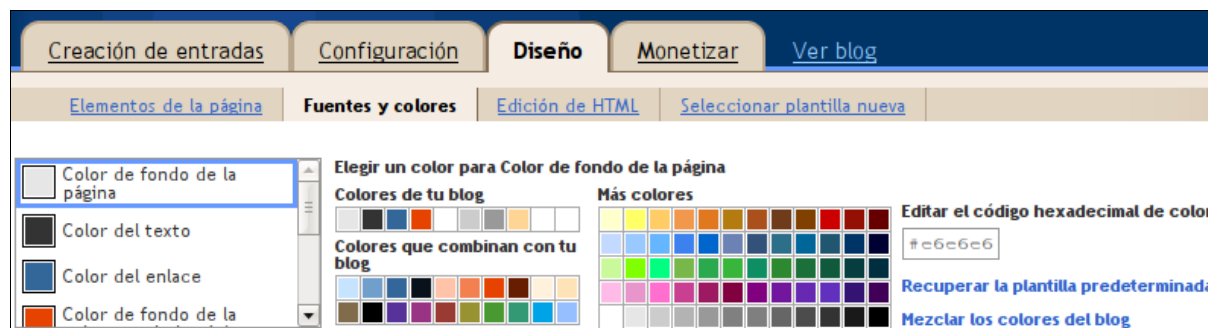 Creación de entradas Configuración Diseño Monetizar Ver blog
Elementos de la página Fuentes y colores Edición de HTML Seleccionar plantilla nueva
Elegir un color para Color de fondo de la página
Color de fondo de la
página
Color del texto
Color del enlace
Color de fondo de la
Colores de tu blog
Colores que combinan con tu
blog
Más colores
Editar el código hexadecimal de color
#e6e6e6
Recuperar la plantilla predeterminada
Mezclar los colores del blog